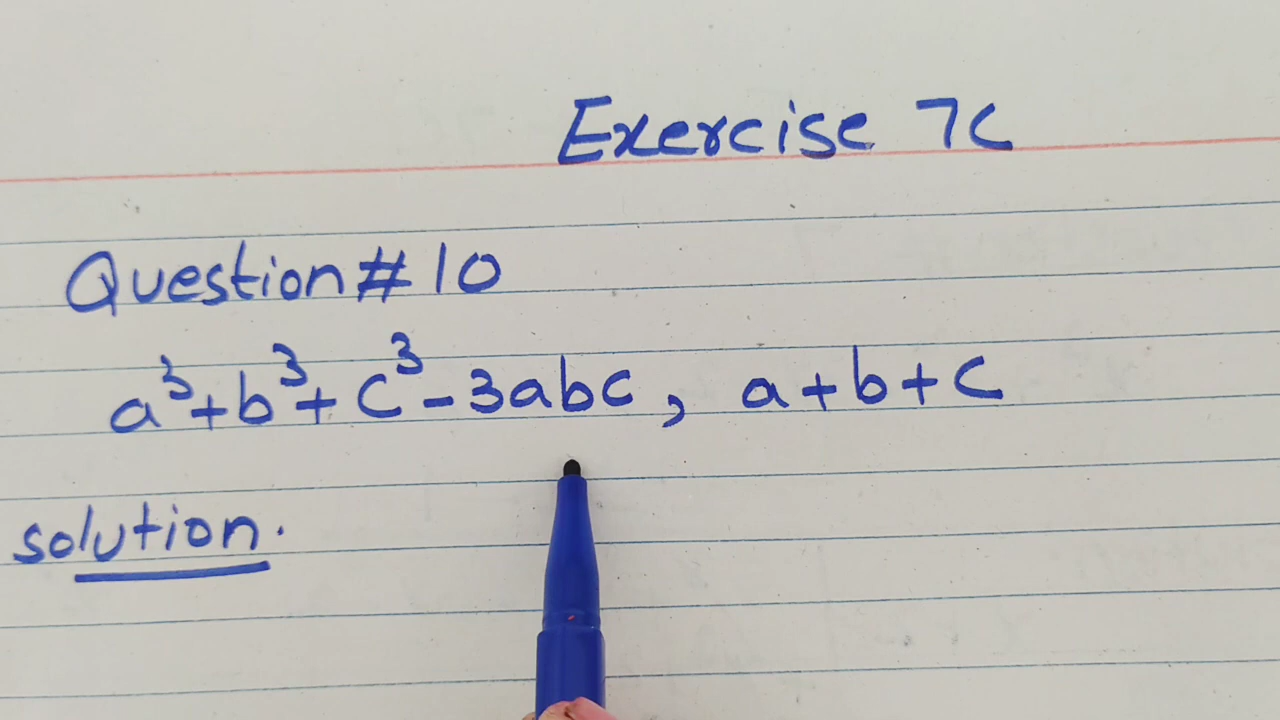 Exercise 7C
Question # 10
a³+b³+c³-3abc, a+b+c
solution.